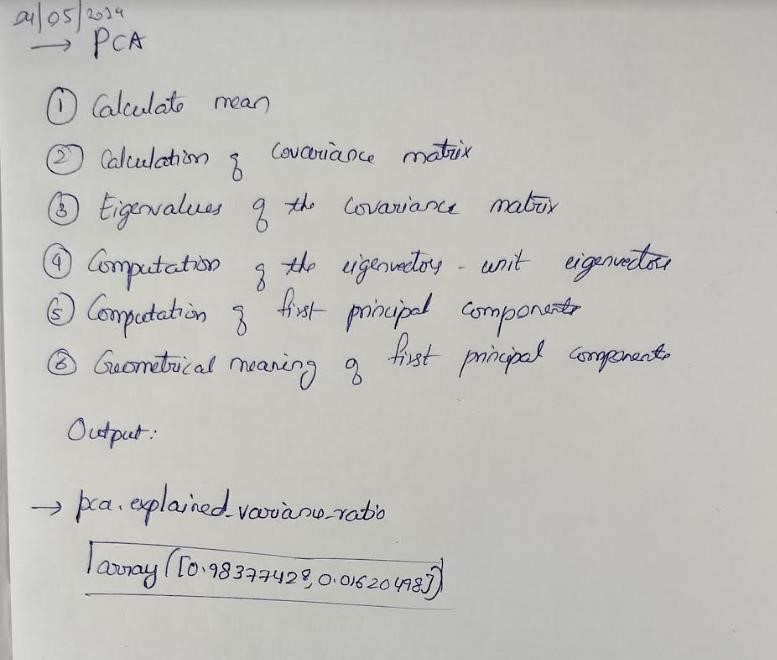 04/05/2024
→ PCA
① Calculate mean
② Calculation of covariance matrix
③ Eigenvalues of the covariance matrix
④ Computation of the eigenvectors - unit eigenvectors
⑤ Computation of first principal components
⑥ Geometrical meaning of first principal components
Output:
→ pca.explained_variance_ratio
array([0.98377428, 0.01620498])